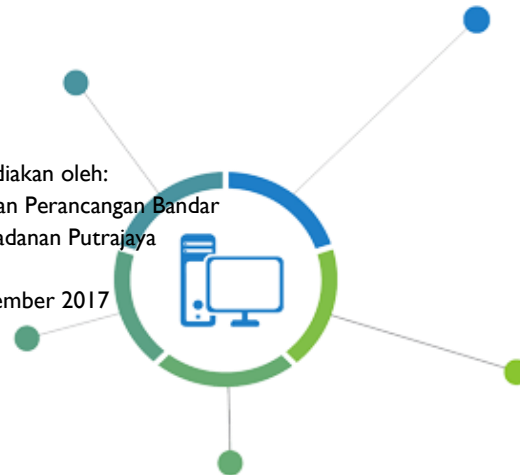 diakan oleh:
an Perancangan Bandar
adanan Putrajaya
ember 2017